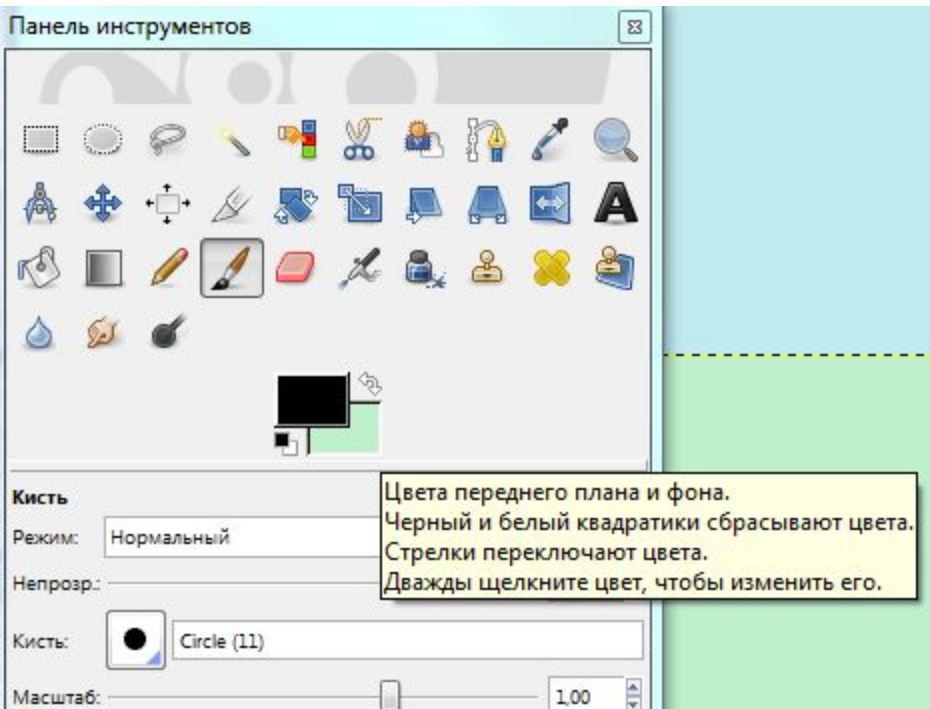 Панель инструментов
Кисть
Режим: Нормальный
Непрозр.:
Кисть: Circle (11)
Масштаб: 1,00
Цвета переднего плана и фона.
Черный и белый квадратики сбрасывают цвета.
Стрелки переключают цвета.
Дважды щелкните цвет, чтобы изменить его.